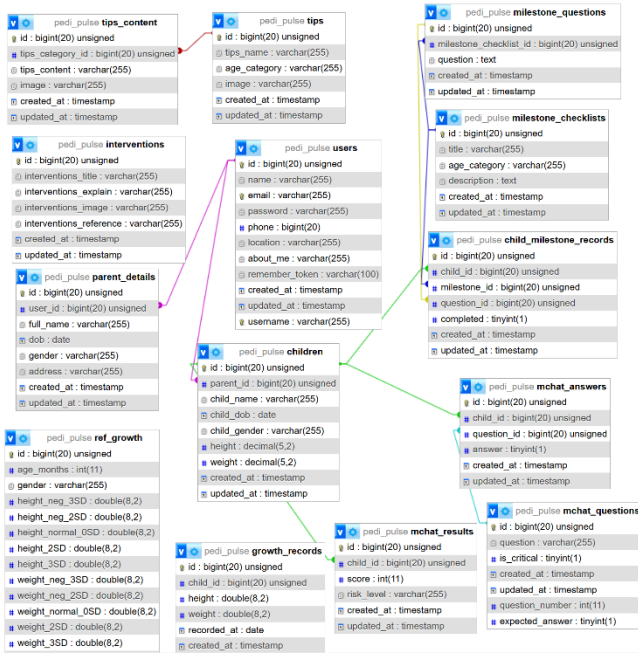 pedi_pulse tips_content
id : bigint(20) unsigned
tips_category_id : bigint(20) unsigned
tips_content : varchar(255)
image : varchar(255)
created_at : timestamp
updated_at : timestamp
pedi_pulse tips
id : bigint(20) unsigned
tips_name : varchar(255)
age_category : varchar(255)
image : varchar(255)
created_at : timestamp
updated_at : timestamp
pedi_pulse milestone_questions
id : bigint(20) unsigned
milestone_checklist_id : bigint(20) unsigned
question : text
created_at : timestamp
updated_at : timestamp
pedi_pulse milestone_checklists
id : bigint(20) unsigned
title : varchar(255)
age_category : varchar(255)
description : text
created_at : timestamp
updated_at : timestamp
pedi_pulse interventions
id : bigint(20) unsigned
interventions_title : varchar(255)
interventions_explain : varchar(255)
interventions_image : varchar(255)
interventions_reference : varchar(255)
created_at : timestamp
updated_at : timestamp
pedi_pulse users
id : bigint(20) unsigned
name : varchar(255)
email : varchar(255)
password : varchar(255)
phone : bigint(20)
location : varchar(255)
about_me : varchar(255)
remember_token : varchar(100)
created_at : timestamp
updated_at : timestamp
username : varchar(255)
pedi_pulse child_milestone_records
id : bigint(20) unsigned
child_id : bigint(20) unsigned
milestone_id : bigint(20) unsigned
question_id : bigint(20) unsigned
completed : tinyint(1)
created_at : timestamp
updated_at : timestamp
pedi_pulse parent_details
id : bigint(20) unsigned
user_id : bigint(20) unsigned
full_name : varchar(255)
dob : date
gender : varchar(255)
address : varchar(255)
created_at : timestamp
updated_at : timestamp
pedi_pulse children
id : bigint(20) unsigned
parent_id : bigint(20) unsigned
child_name : varchar(255)
child_dob : date
child_gender : varchar(255)
height : decimal(5,2)
weight : decimal(5,2)
created_at : timestamp
updated_at : timestamp
pedi_pulse mchat_answers
id : bigint(20) unsigned
child_id : bigint(20) unsigned
question_id : bigint(20) unsigned
answer : tinyint(1)
created_at : timestamp
updated_at : timestamp
pedi_pulse ref_growth
id : bigint(20) unsigned
age_months : int(11)
gender : varchar(255)
height_neg_3SD : double(8,2)
height_neg_2SD : double(8,2)
height_normal_0SD : double(8,2)
height_2SD : double(8,2)
height_3SD : double(8,2)
weight_neg_3SD : double(8,2)
weight_neg_2SD : double(8,2)
weight_normal_0SD : double(8,2)
weight_2SD : double(8,2)
weight_3SD : double(8,2)
pedi_pulse growth_records
id : bigint(20) unsigned
child_id : bigint(20) unsigned
height : double(8,2)
weight : double(8,2)
recorded_at : date
created_at : timestamp
pedi_pulse mchat_results
id : bigint(20) unsigned
child_id : bigint(20) unsigned
score : int(11)
risk_level : varchar(255)
created_at : timestamp
updated_at : timestamp
pedi_pulse mchat_questions
id : bigint(20) unsigned
question : varchar(255)
is_critical : tinyint(1)
created_at : timestamp
updated_at : timestamp
question_number : int(11)
expected_answer : tinyint(1)